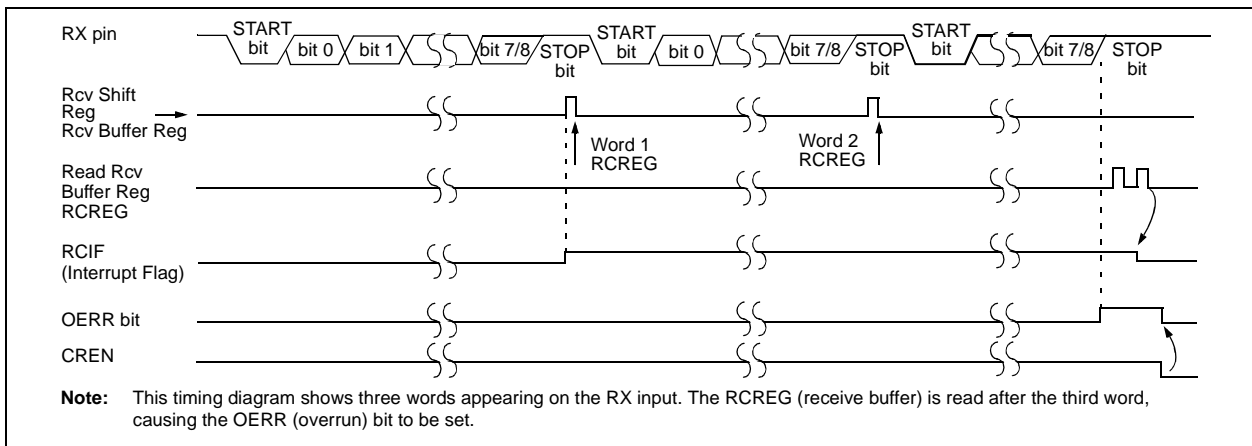 RX pin
START
bit
bit 0
bit 1
bit 7/8
STOP
bit
START
bit
bit 0
bit 7/8
STOP
bit
START
bit
bit 7/8
STOP
bit
Rcv Shift
Reg
Rcv Buffer Reg
Word 1
RCREG
Word 2
RCREG
Read Rcv
Buffer Reg
RCREG
RCIF
(Interrupt Flag)
OERR bit
CREN
Note: This timing diagram shows three words appearing on the RX input. The RCREG (receive buffer) is read after the third word,
causing the OERR (overrun) bit to be set.